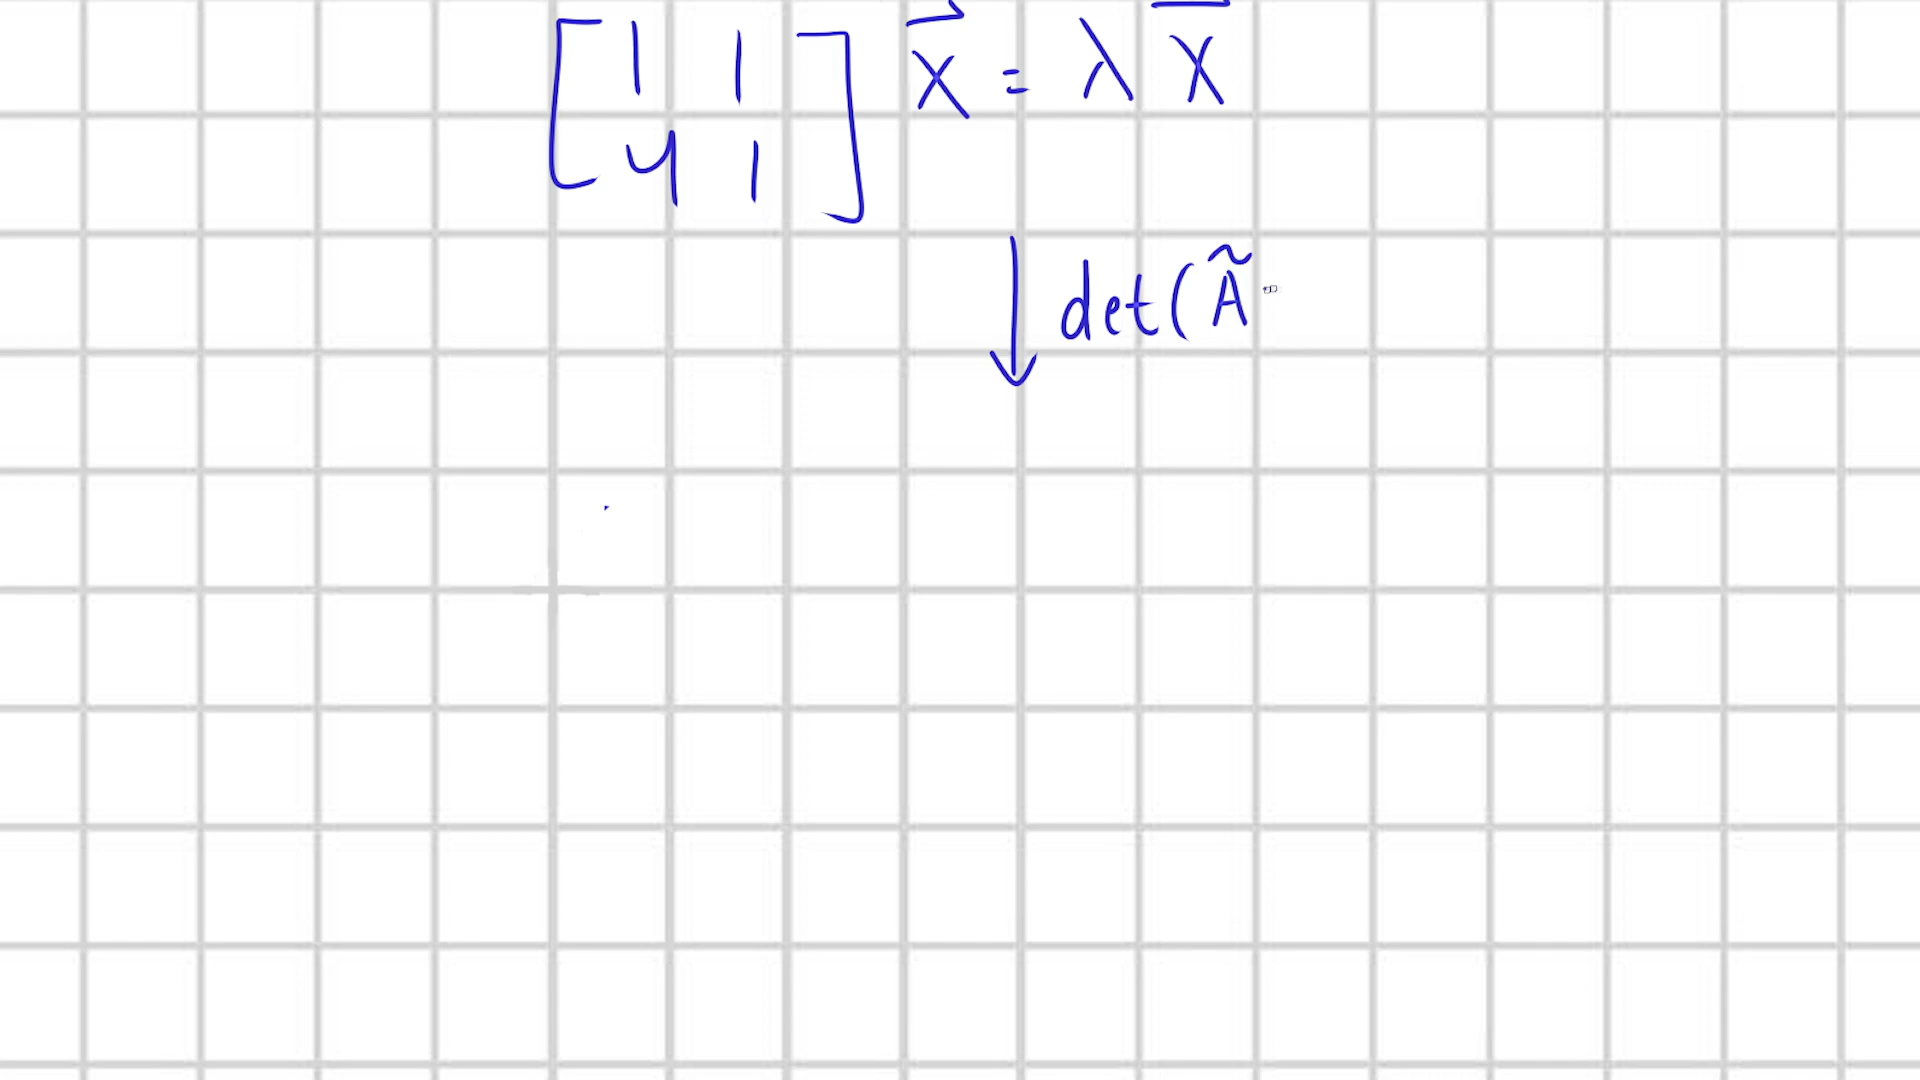 [1 1] x⃗ = λ x⃗
[4 1]
↓ det(Ã -